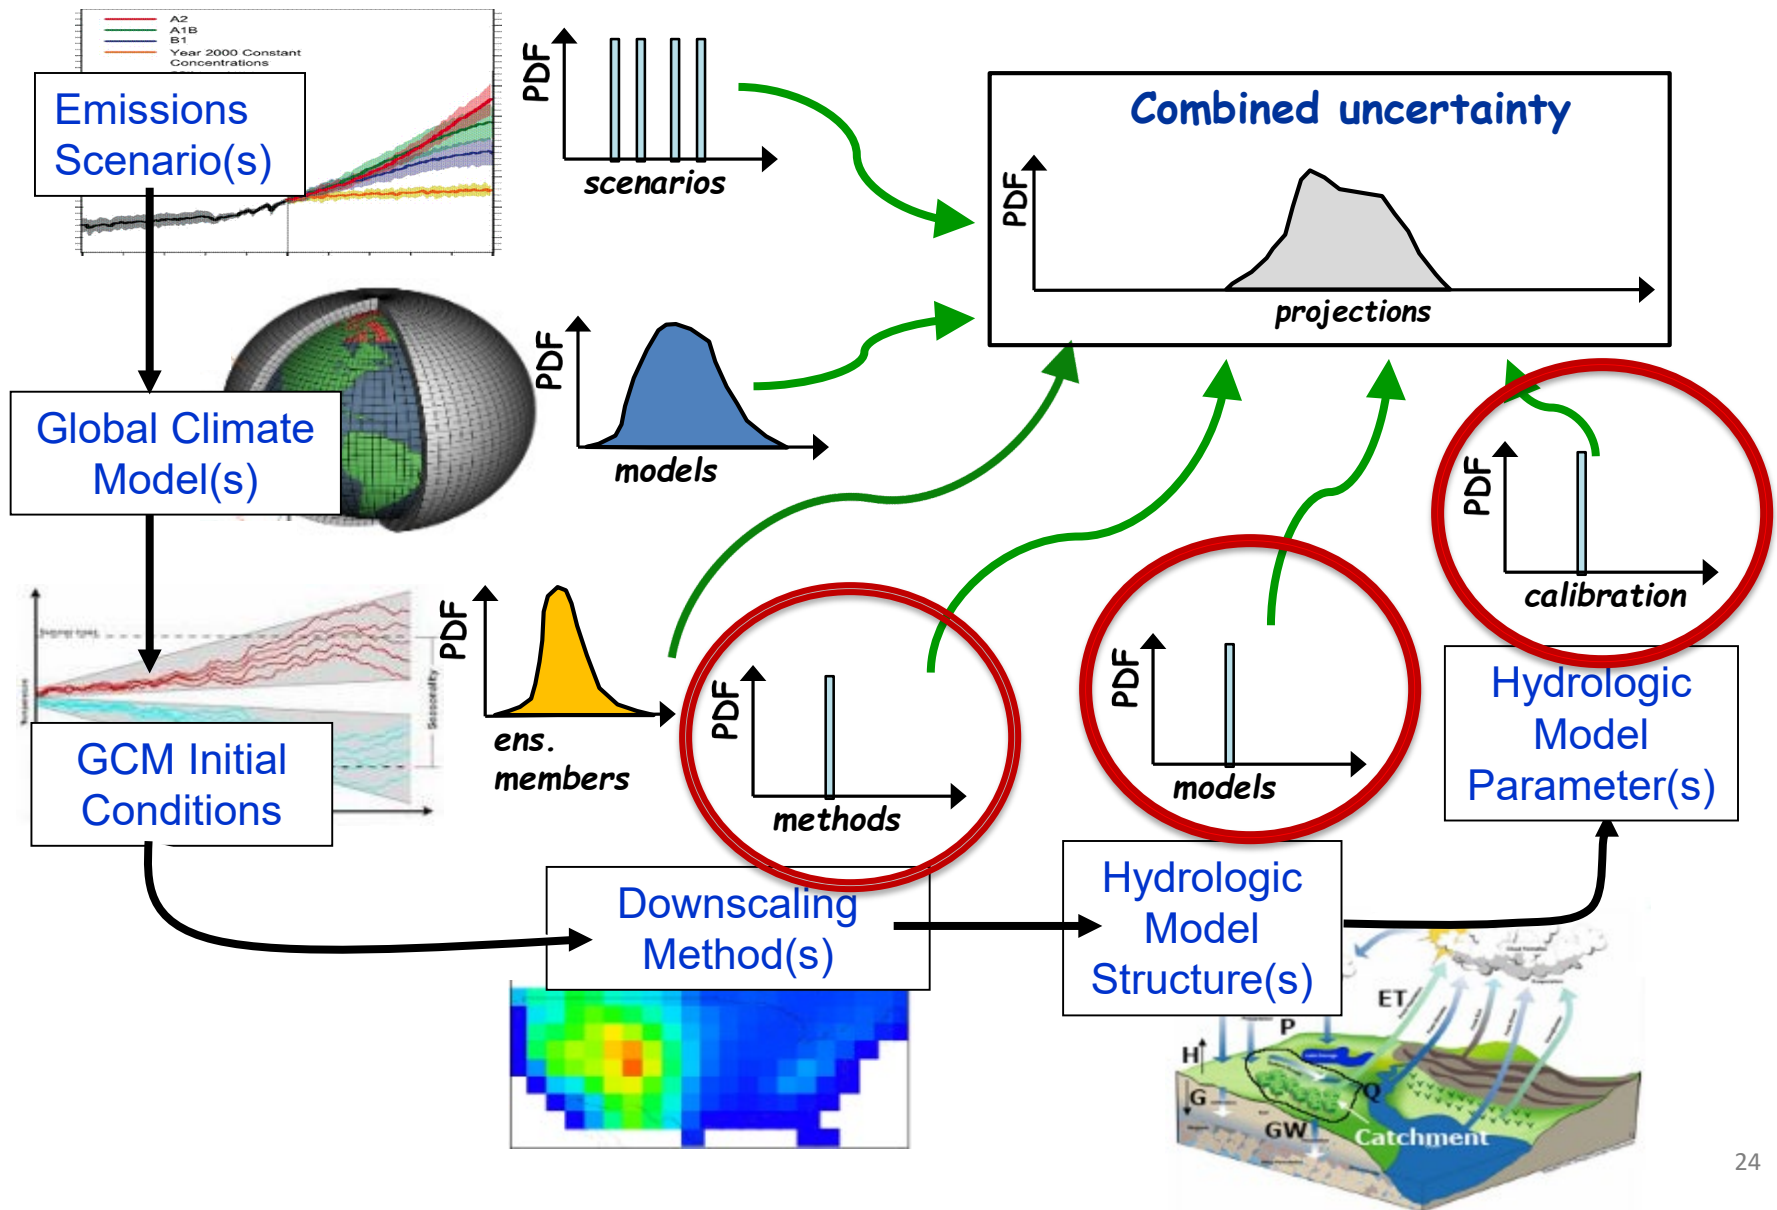 A2
A1B
B1
Year 2000 Constant
Concentrations
Emissions
Scenario(s)
PDF
scenarios
Combined uncertainty
PDF
projections
Global Climate
Model(s)
PDF
models
PDF
calibration
GCM Initial
Conditions
Seasonality
PDF
ens.
members
PDF
methods
PDF
models
Hydrologic
Model
Parameter(s)
Downscaling
Method(s)
Hydrologic
Model
Structure(s)
ET
P
H
G
Q
GW
Catchment
24